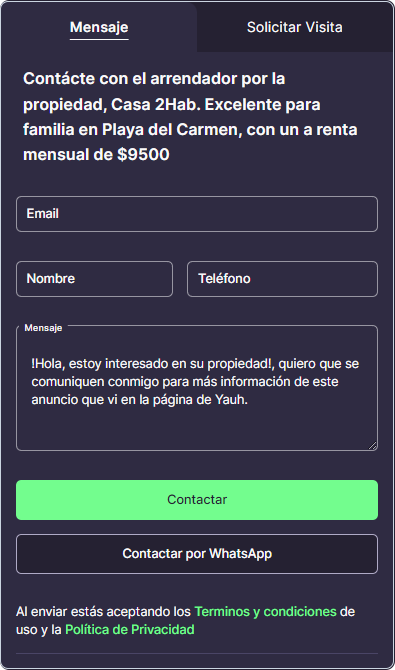 Mensaje
Solicitar Visita
Contácte con el arrendador por la
propiedad, Casa 2Hab. Excelente para
familia en Playa del Carmen, con un a renta
mensual de $9500
Email
Nombre
Teléfono
Mensaje
!Hola, estoy interesado en su propiedad!, quiero que se
comuniquen conmigo para más información de este
anuncio que vi en la página de Yauh.
Contactar
Contactar por WhatsApp
Al enviar estás aceptando los Terminos y condiciones de
uso y la Política de Privacidad